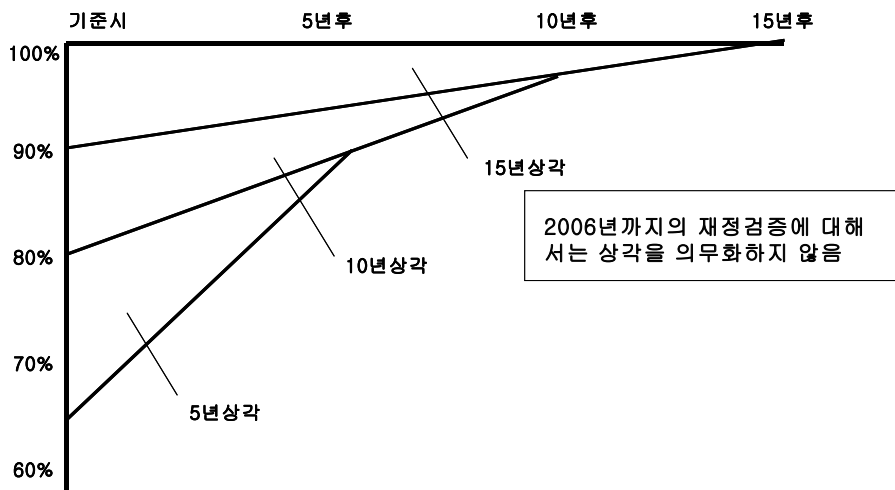 기준시 5년후 10년후 15년후
100%
90%
15년상각
2006년까지의 재정검증에 대해
서는 상각을 의무화하지 않음
80%
10년상각
70%
5년상각
60%